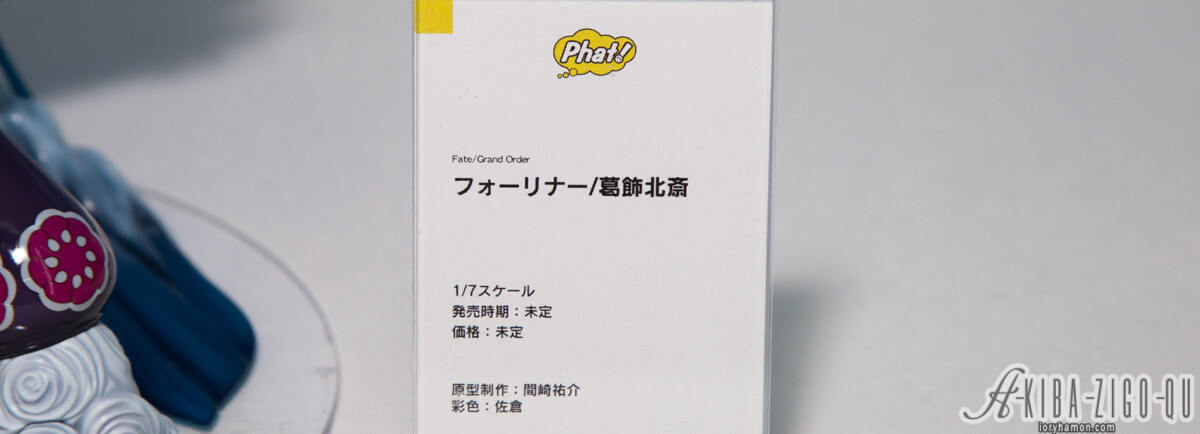 Phat!
Fate/Grand Order
フォーリナー/葛飾北斎
1/7スケール
発売時期：未定
価格：未定
原型制作：間崎祐介
彩色：佐倉
A-KIBA-ZIGO-QU
loryhamon.com